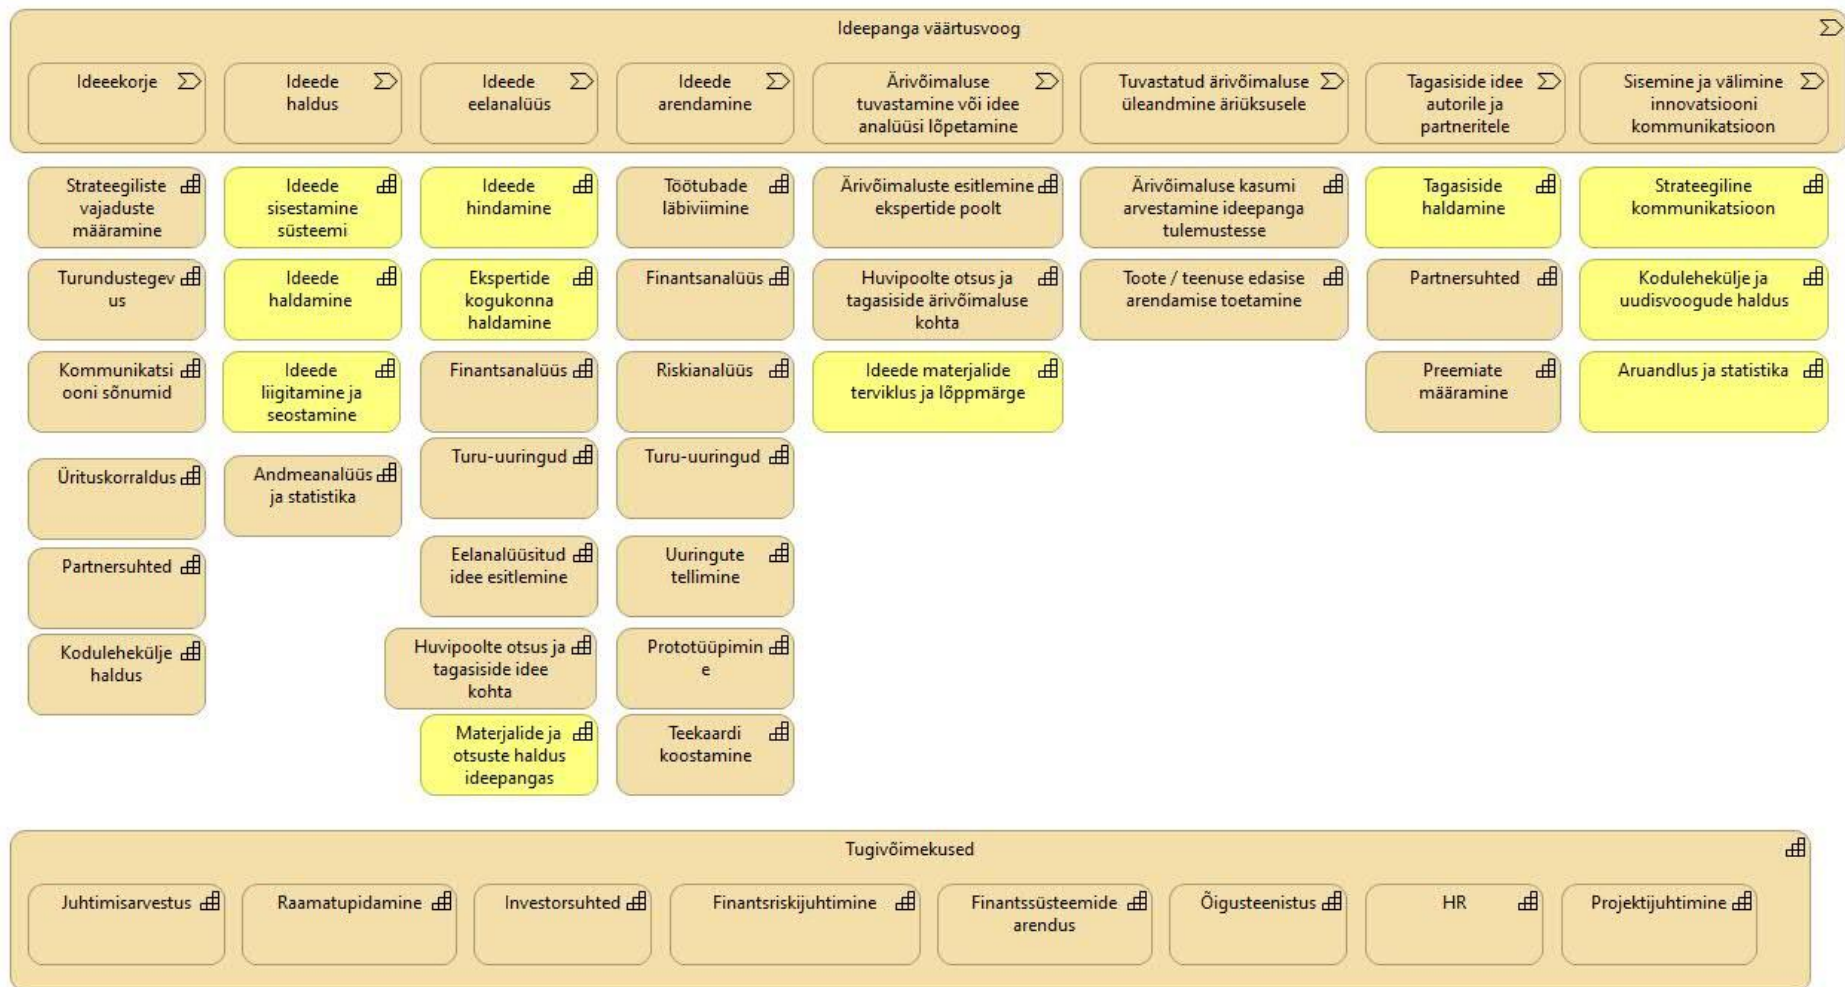 Ideepanga väärtusvoog
Ideeekorje
Ideede
haldus
Ideede
eelanalüüs
Ideede
arendamine
Ärivõimaluse
tuvastamine või idee
analüüsi lõpetamine
Tuvastatud ärivõimaluse
üleandmine äriüksusele
Tagasiside idee
autorile ja
partneritele
Sisemine ja välimine
innovatsiooni
kommunikatsioon
Strateegiliste
vajaduste
määramine
Ideede
sisestamine
süsteemi
Ideede
hindamine
Töötubade
läbiviimine
Ärivõimaluste esitlemine
ekspertide poolt
Ärivõimaluse kasumi
arvestamine ideepanga
tulemustesse
Tagasiside
haldamine
Strateegiline
kommunikatsioon
Turundustegev
us
Ideede
haldamine
Ekspertide
kogukonna
haldamine
Finantsanalüüs
Huvipoolte otsus ja
tagasiside ärivõimaluse
kohta
Toote / teenuse edasise
arendamise toetamine
Partnersuhted
Kodulehekülje ja
uudisvoogude haldus
Kommunikatsi
ooni sõnumid
Ideede
liigitamine ja
seostamine
Finantsanalüüs
Riskianalüüs
Ideede materjalide
terviklus ja lõppmärge
Preemiate
määramine
Aruandlus ja statistika
Ürituskorraldus
Andmeanalüüs
ja statistika
Turu-uuringud
Turu-uuringud
Partnersuhted
Eelanalüüsitud
idee esitlemine
Uuringute
tellimine
Kodulehekülje
haldus
Huvipoolte otsus ja
tagasiside idee
kohta
Prototüüpimin
e
Materjalide ja
otsuste haldus
ideepangas
Teekaardi
koostamine
Tugivõimekused
Juhtimisarvestus
Raamatupidamine
Investorsuhted
Finantsriskijuhtimine
Finantssüsteemide
arendus
Õigusteenistus
HR
Projektijuhtimine